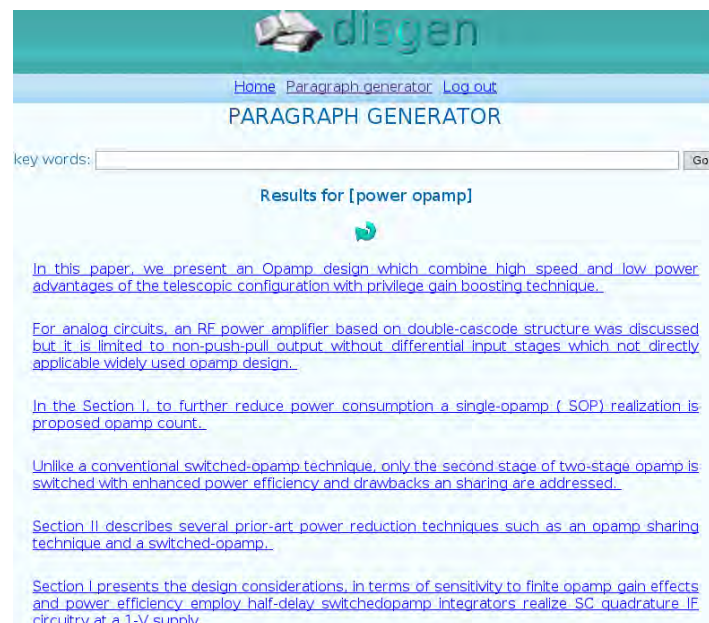 disgen
Home Paragraph generator Log out
PARAGRAPH GENERATOR
key words: Go
Results for [power opamp]
In this paper, we present an Opamp design which combine high speed and low power
advantages of the telescopic configuration with privilege gain boosting technique.
For analog circuits, an RF power amplifier based on double-cascode structure was discussed
but it is limited to non-push-pull output without differential input stages which not directly
applicable widely used opamp design.
In the Section I, to further reduce power consumption a single-opamp ( SOP) realization is
proposed opamp count.
Unlike a conventional switched-opamp technique, only the second stage of two-stage opamp is
switched with enhanced power efficiency and drawbacks an sharing are addressed.
Section II describes several prior-art power reduction techniques such as an opamp sharing
technique and a switched-opamp.
Section I presents the design considerations, in terms of sensitivity to finite opamp gain effects
and power efficiency employ half-delay switchedopamp integrators realize SC quadrature IF
circuitry at a 1-V supply